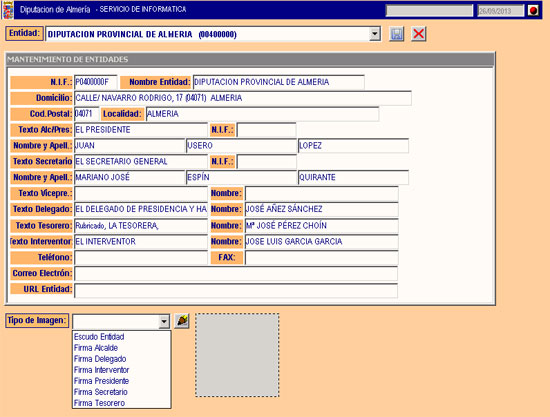 Diputacion de Almería - SERVICIO DE INFORMATICA 26/09/2013
Entidad: DIPUTACION PROVINCIAL DE ALMERIA (00400000)
MANTENIMIENTO DE ENTIDADES
N.I.F.: P0400000F Nombre Entidad: DIPUTACION PROVINCIAL DE ALMERIA
Domicilio: CALLE/ NAVARRO RODRIGO, 17 (04071) ALMERIA
Cod.Postal: 04071 Localidad: ALMERIA
Texto Alc/Pres: EL PRESIDENTE N.I.F.:
Nombre y Apell.: JUAN USERO LOPEZ
Texto Secretario EL SECRETARIO GENERAL N.I.F.:
Nombre y Apell.: MARIANO JOSÉ ESPÍN QUIRANTE
Texto Vicepre.: Nombre:
Texto Delegado: EL DELEGADO DE PRESIDENCIA Y HA Nombre: JOSÉ AÑEZ SÁNCHEZ
Texto Tesorero: Rubricado, LA TESORERA, Nombre: Mª JOSÉ PÉREZ CHOÍN
Texto Interventor: EL INTERVENTOR Nombre: JOSE LUIS GARCIA GARCIA
Teléfono: FAX:
Correo Electrón:
URL Entidad:
Tipo de Imagen:
Escudo Entidad
Firma Alcalde
Firma Delegado
Firma Interventor
Firma Presidente
Firma Secretario
Firma Tesorero